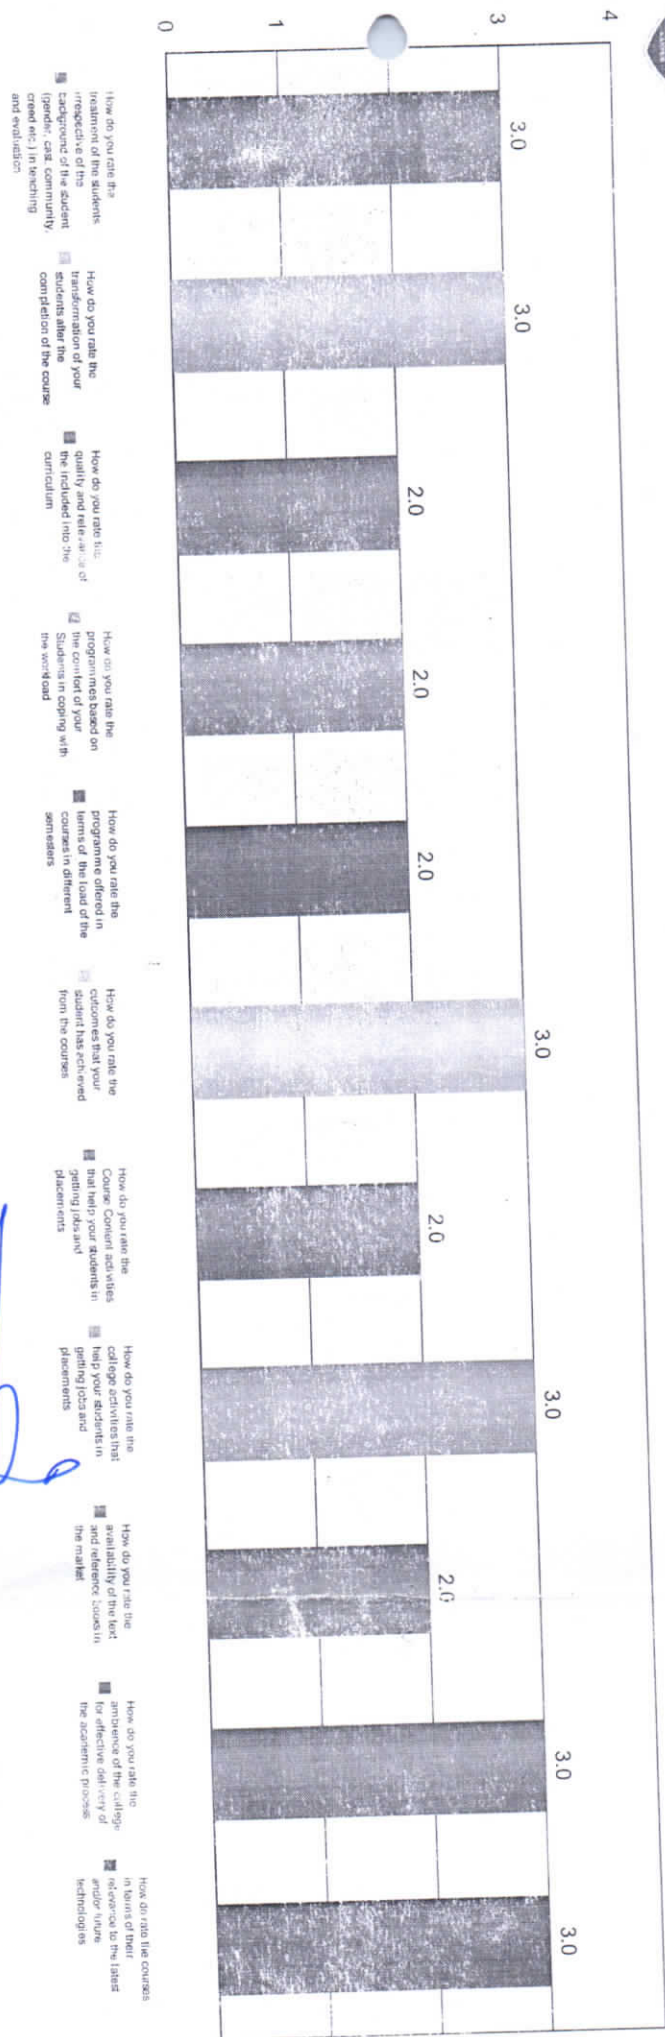 4
3
1
0
3.0
3.0
2.0
2.0
2.0
3.0
2.0
3.0
2.0
3.0
3.0
How do you rate the
treatment of the students
irrespective of the
background of the student
(gender, cast, community,
creed etc.) in teaching
and evaluation
How do you rate the
transformation of your
students after the
completion of the course
How do you rate the
quality and relevance of
the included into the
curriculum
How do you rate the
programmes based on
the comfort of your
Students in coping with
the workload
How do you rate the
programme offered in
terms of the load of the
courses in different
semesters
How do you rate the
outcomes that your
student has achieved
from the courses
How do you rate the
Course Content activities
that help your students in
getting jobs and
placements
How do you rate the
college activities that
help your students in
getting jobs and
placements
How do you rate the
availability of the text
and reference books in
the market
How do you rate the
ambience of the college
for effective delivery of
the academic process
How do rate the courses
in terms of their
relevance to the latest
and/or future
technologies